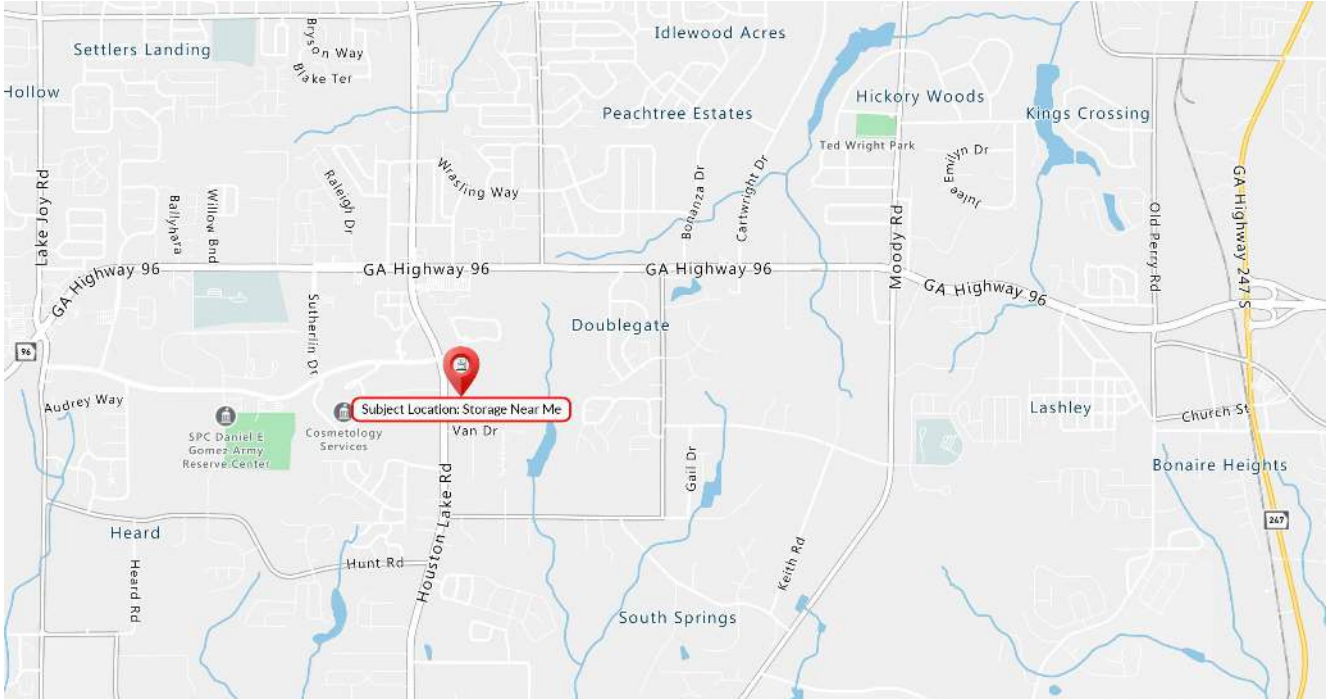 Settlers Landing
Bryson Way
Blake Ter
Hollow
Idlewood Acres
Peachtree Estates
Hickory Woods
Kings Crossing
Ted Wright Park
Julee Emilyn Dr
Wrasling Way
Raleigh Dr
Willow Bnd
Ballyhara
Lake Joy Rd
Bonanza Dr
Cartwright Dr
Moody Rd
Old Perry Rd
GA Highway 247 S
GA Highway 96
GA Highway 96
GA Highway 96
GA Highway 96
Sutherlin Dr
Doublegate
96
Audrey Way
SPC Daniel E
Gomez Army
Reserve Center
Cosmetology
Services
Subject Location: Storage Near Me
Van Dr
Lashley
Church St
Bonaire Heights
Gail Dr
Houston Lake Rd
247
Heard
Heard Rd
Hunt Rd
Keith Rd
South Springs